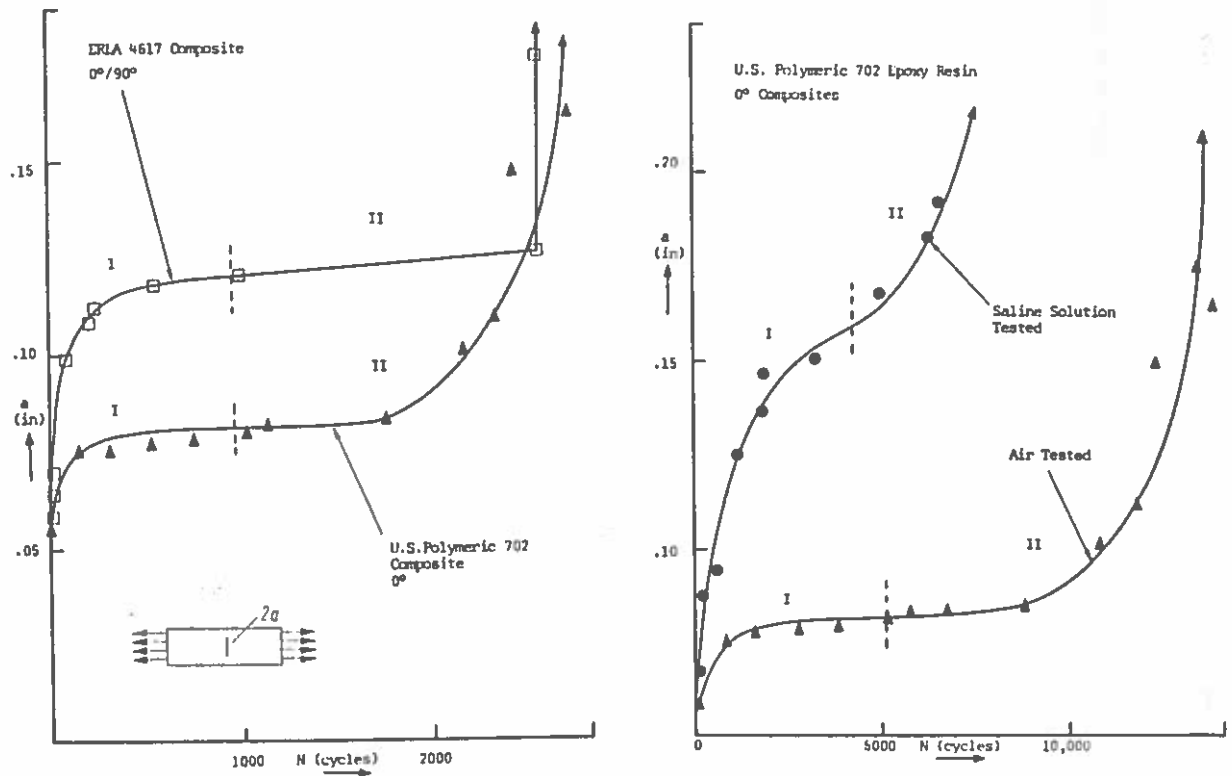 ERLA 4617 Composite
0°/90°
.15
II
I
.10
a
(in)
II
I
.05
U.S.Polymeric 702
Composite
0°
2a
1000
N (cycles)
2000
U.S. Polymeric 702 Epoxy Resin
0° Composites
.20
II
a
(in)
Saline Solution
Tested
I
.15
Air Tested
.10
II
I
0
5000
N (cycles)
10,000